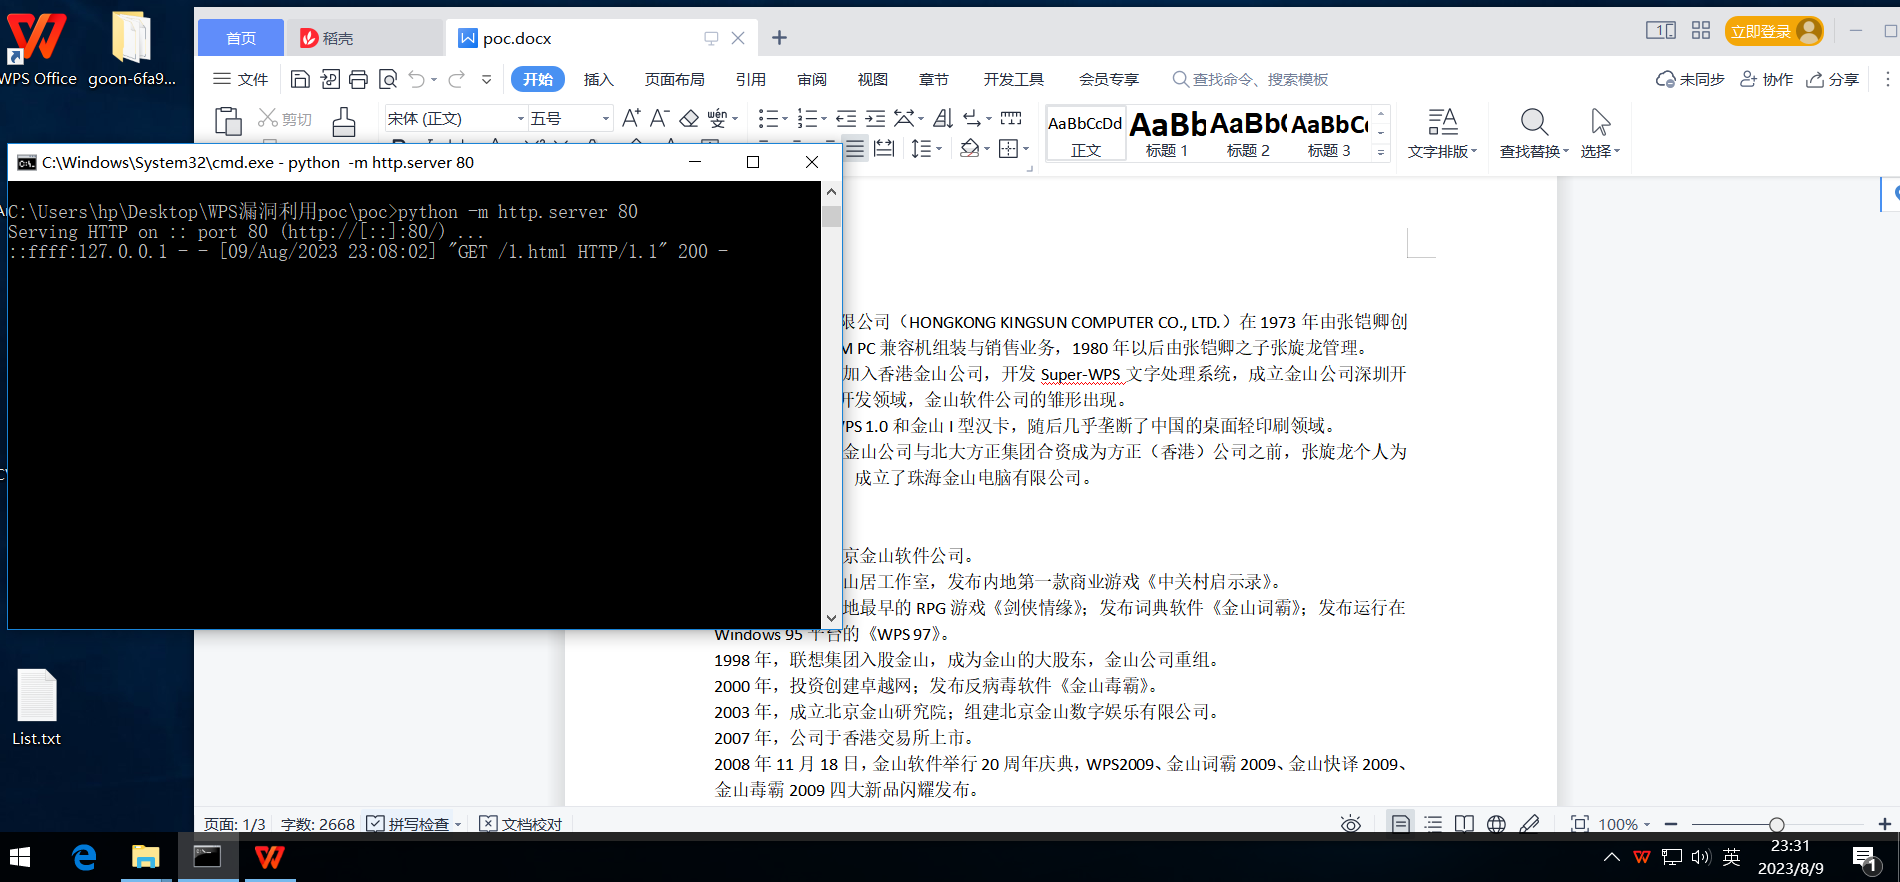 WPS Office
goon-6fa9...
首页
稻壳
poc.docx
立即登录
文件
开始
插入
页面布局
引用
审阅
视图
章节
开发工具
会员专享
查找命令、搜索模板
未同步
协作
分享
剪切
宋体 (正文)
五号
AaBbCcDd
正文
AaBb
标题 1
AaBb(
标题 2
AaBbC
标题 3
文字排版
查找替换
选择
C:\Windows\System32\cmd.exe - python  -m http.server 80
C:\Users\hp\Desktop\WPS漏洞利用poc\poc>python -m http.server 80
Serving HTTP on :: port 80 (http://[::]:80/) ...
::ffff:127.0.0.1 - - [09/Aug/2023 23:08:02] "GET /1.html HTTP/1.1" 200 -
限公司（HONGKONG KINGSUN COMPUTER CO., LTD.）在 1973 年由张铠卿创
M PC 兼容机组装与销售业务，1980 年以后由张铠卿之子张旋龙管理。
加入香港金山公司，开发 Super-WPS 文字处理系统，成立金山公司深圳开
开发领域，金山软件公司的雏形出现。
WPS 1.0 和金山 I 型汉卡，随后几乎垄断了中国的桌面轻印刷领域。
金山公司与北大方正集团合资成为方正（香港）公司之前，张旋龙个人为
成立了珠海金山电脑有限公司。
京金山软件公司。
山居工作室，发布内地第一款商业游戏《中关村启示录》。
地最早的 RPG 游戏《剑侠情缘》；发布词典软件《金山词霸》；发布运行在
Windows 95 平台的《WPS 97》。
1998 年，联想集团入股金山，成为金山的大股东，金山公司重组。
2000 年，投资创建卓越网；发布反病毒软件《金山毒霸》。
2003 年，成立北京金山研究院；组建北京金山数字娱乐有限公司。
2007 年，公司于香港交易所上市。
2008 年 11 月 18 日，金山软件举行 20 周年庆典，WPS2009、金山词霸 2009、金山快译 2009、
金山毒霸 2009 四大新品闪耀发布。
List.txt
页面: 1/3
字数: 2668
拼写检查
文档校对
100%
英
23:31
2023/8/9
1